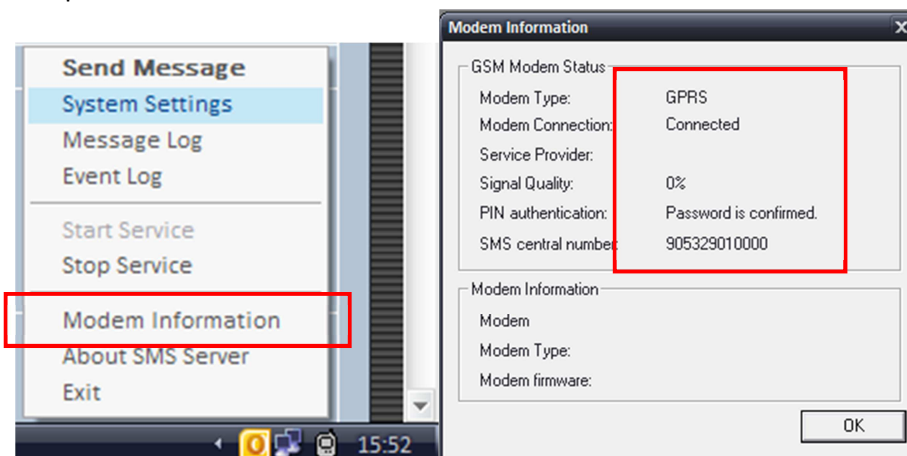 Send Message
System Settings
Message Log
Event Log
Start Service
Stop Service
Modem Information
About SMS Server
Exit
15:52
Modem Information
GSM Modem Status
Modem Type: GPRS
Modem Connection: Connected
Service Provider:
Signal Quality: 0%
PIN authentication: Password is confirmed.
SMS central number 905329010000
Modem Information
Modem
Modem Type:
Modem firmware:
OK